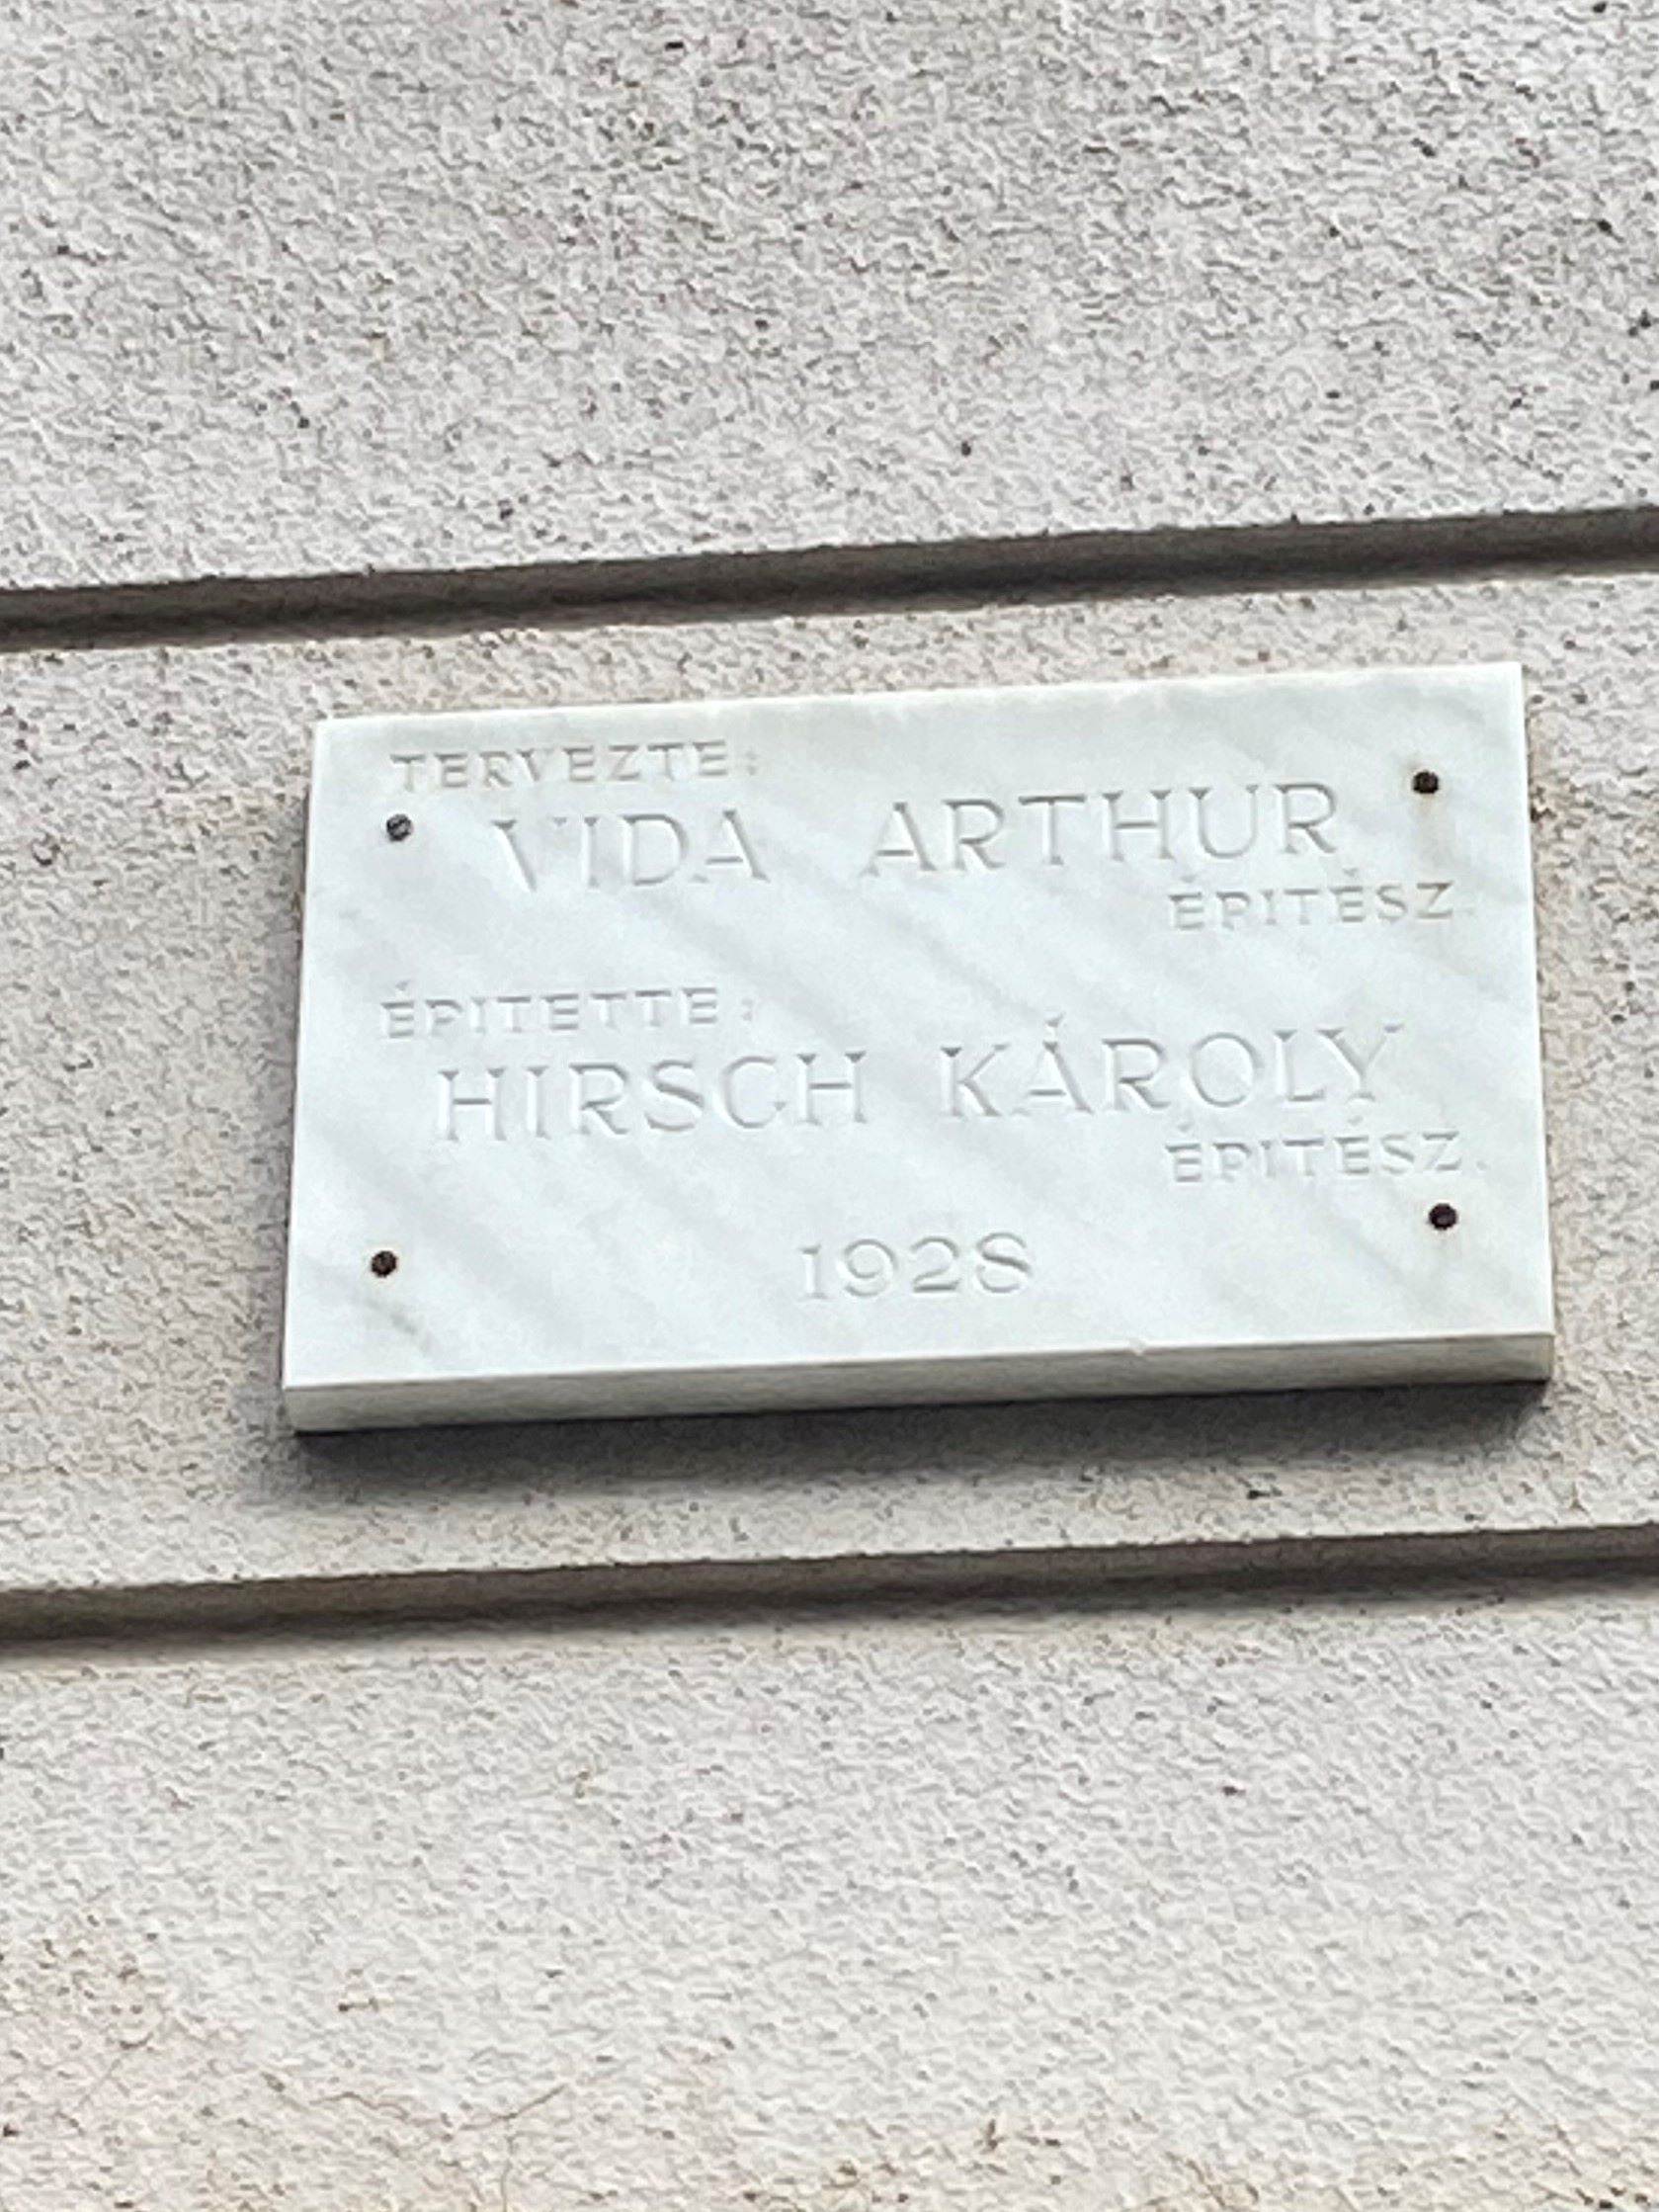 TERVEZTE:
VIDA ARTHUR
ÉPITÉSZ.
ÉPITETTE:
HIRSCH KÁROLY
ÉPITÉSZ.
1928